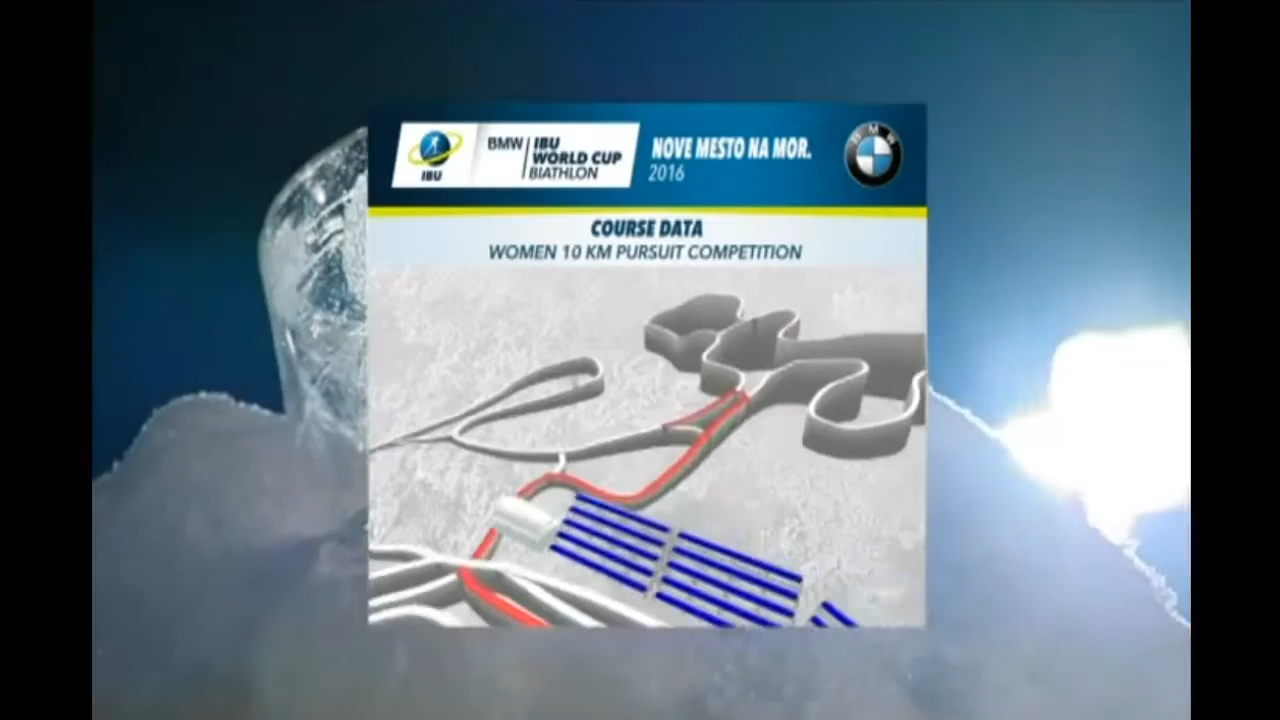 IBU
BMW
IBU
WORLD CUP
BIATHLON
NOVE MESTO NA MOR.
2016
BMW
COURSE DATA
WOMEN 10 KM PURSUIT COMPETITION